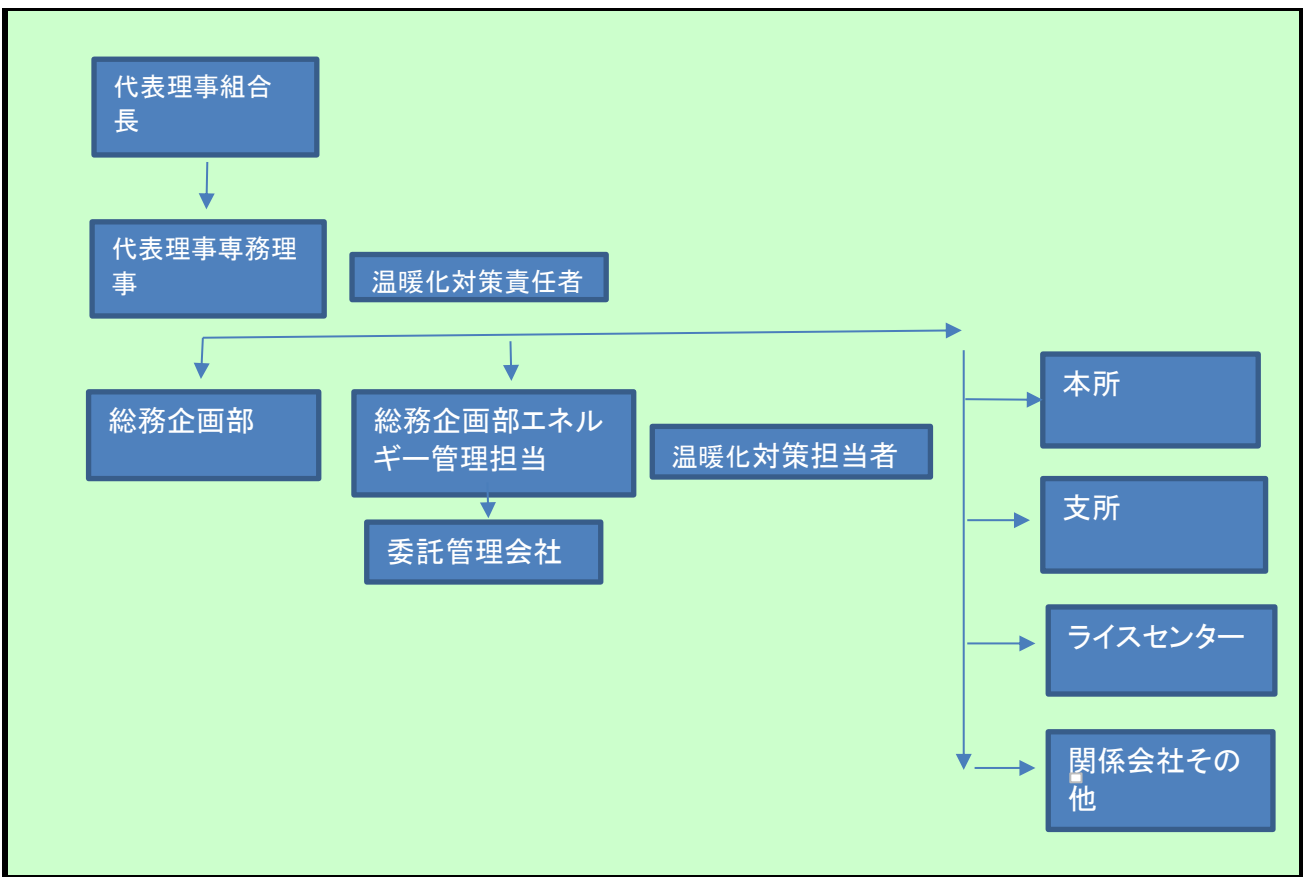 代表理事組合
長
代表理事専務理
事
温暖化対策責任者
総務企画部
総務企画部エネル
ギー管理担当
温暖化対策担当者
委託管理会社
本所
支所
ライスセンター
関係会社その
他